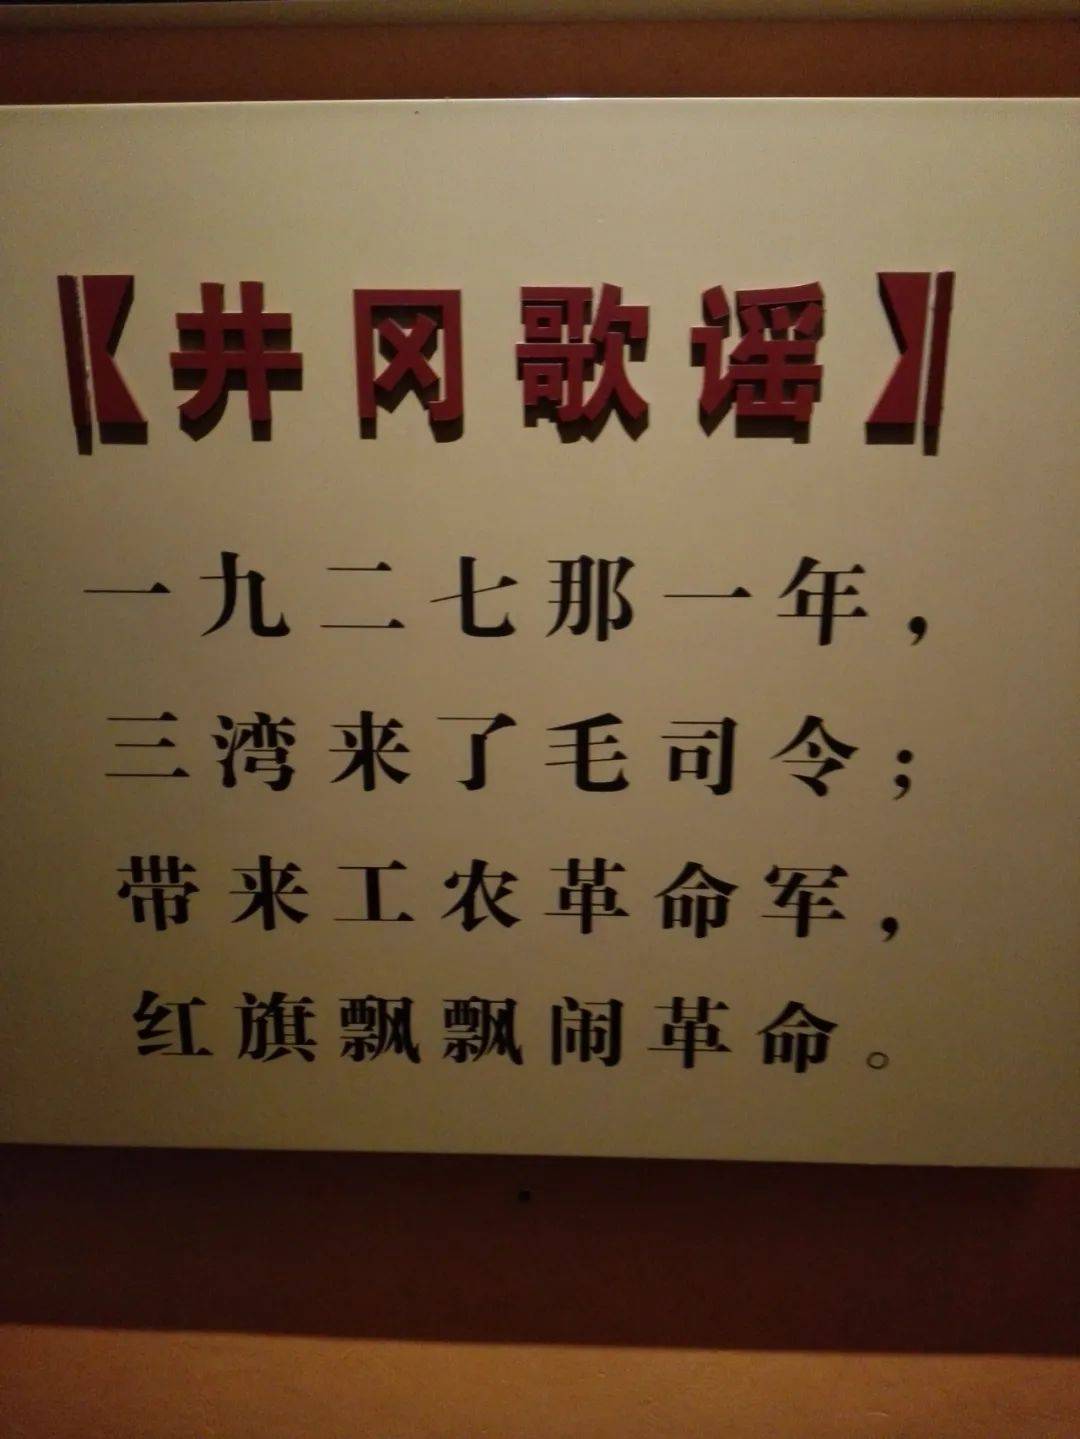 【井冈歌谣】
一九二七那一年，
三湾来了毛司令；
带来工农革命军，
红旗飘飘闹革命。